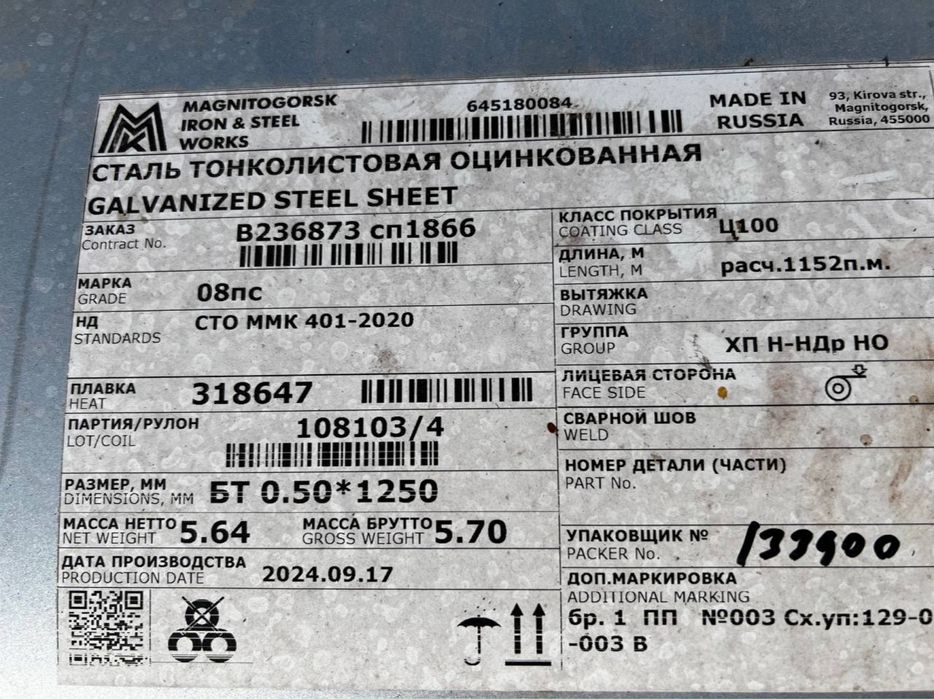 MAGNITOGORSK
IRON & STEEL
WORKS
645180084
MADE IN
RUSSIA
93, Kirova str.,
Magnitogorsk,
Russia, 455000
СТАЛЬ ТОНКОЛИСТОВАЯ ОЦИНКОВАННАЯ
GALVANIZED STEEL SHEET
ЗАКАЗ
Contract No.
В236873 сп1866
МАРКА
GRADE
08пс
НД
STANDARDS
СТО ММК 401-2020
ПЛАВКА
HEAT
318647
ПАРТИЯ/РУЛОН
LOT/COIL
108103/4
РАЗМЕР, ММ
DIMENSIONS, MM
БТ 0.50*1250
МАССА НЕТТО
NET WEIGHT
5.64
МАССА БРУТТО
GROSS WEIGHT
5.70
ДАТА ПРОИЗВОДСТВА
PRODUCTION DATE
2024.09.17
КЛАСС ПОКРЫТИЯ
COATING CLASS
Ц100
ДЛИНА, М
LENGTH, M
расч.1152п.м.
ВЫТЯЖКА
DRAWING
ГРУППА
GROUP
ХП Н-НДр НО
ЛИЦЕВАЯ СТОРОНА
FACE SIDE
СВАРНОЙ ШОВ
WELD
НОМЕР ДЕТАЛИ (ЧАСТИ)
PART No.
УПАКОВЩИК №
PACKER No.
133900
ДОП.МАРКИРОВКА
ADDITIONAL MARKING
бр. 1 ПП №003 Сх.уп:129-0
-003 В